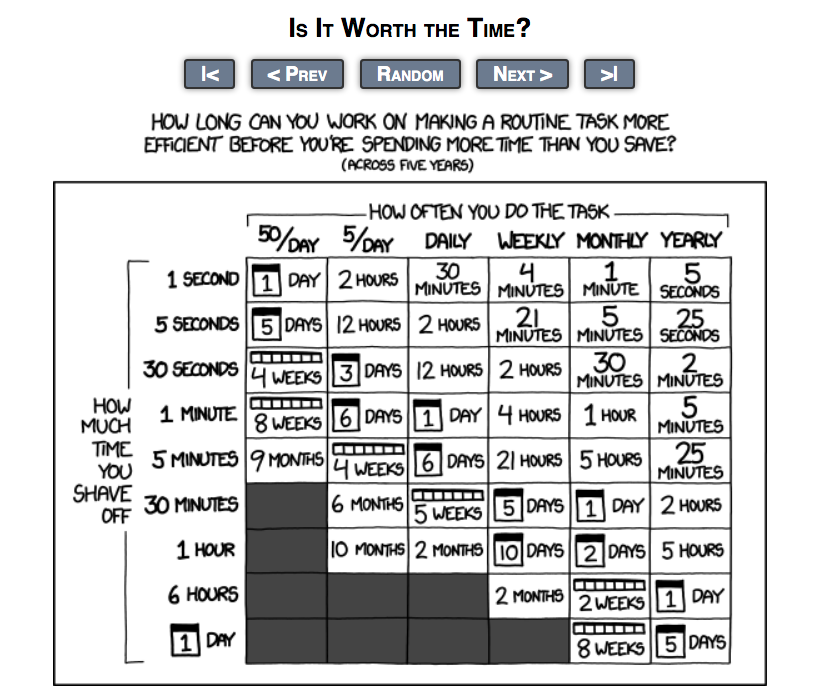 Is It Worth the Time?
|< < Prev Random Next > >|
HOW LONG CAN YOU WORK ON MAKING A ROUTINE TASK MORE
EFFICIENT BEFORE YOU'RE SPENDING MORE TIME THAN YOU SAVE?
(ACROSS FIVE YEARS)
HOW OFTEN YOU DO THE TASK
50/DAY 5/DAY DAILY WEEKLY MONTHLY YEARLY
HOW
MUCH
TIME
YOU
SHAVE
OFF
1 SECOND 1 DAY 2 HOURS 30 MINUTES 4 MINUTES 1 MINUTE 5 SECONDS
5 SECONDS 5 DAYS 12 HOURS 2 HOURS 21 MINUTES 5 MINUTES 25 SECONDS
30 SECONDS 4 WEEKS 3 DAYS 12 HOURS 2 HOURS 30 MINUTES 2 MINUTES
1 MINUTE 8 WEEKS 6 DAYS 1 DAY 4 HOURS 1 HOUR 5 MINUTES
5 MINUTES 9 MONTHS 4 WEEKS 6 DAYS 21 HOURS 5 HOURS 25 MINUTES
30 MINUTES 6 MONTHS 5 WEEKS 5 DAYS 1 DAY 2 HOURS
1 HOUR 10 MONTHS 2 MONTHS 10 DAYS 2 DAYS 5 HOURS
6 HOURS 2 MONTHS 2 WEEKS 1 DAY
1 DAY 8 WEEKS 5 DAYS